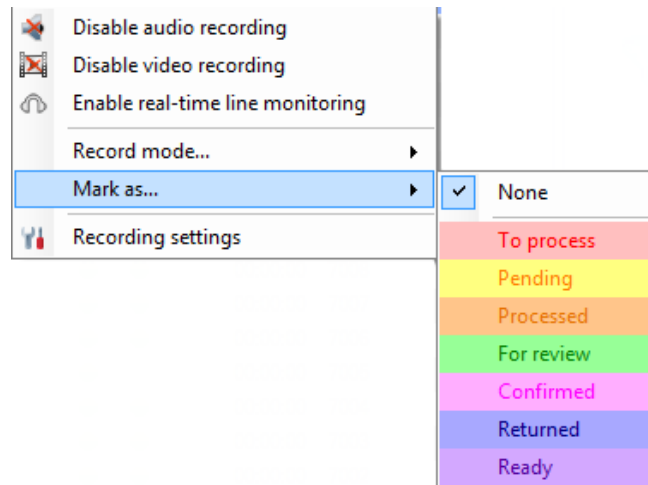 Disable audio recording
Disable video recording
Enable real-time line monitoring
Record mode...
Mark as...
Recording settings
None
To process
Pending
Processed
For review
Confirmed
Returned
Ready